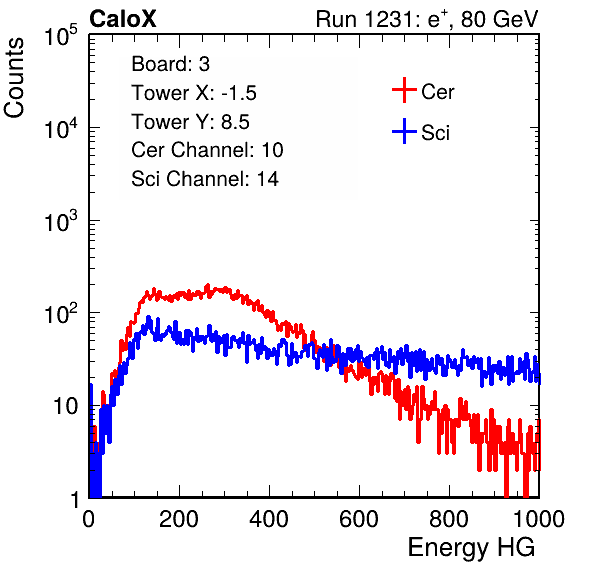 CaloX
Run 1231: e+, 80 GeV
Counts
Board: 3
Tower X: -1.5
Tower Y: 8.5
Cer Channel: 10
Sci Channel: 14
Cer
Sci
10^5
10^4
10^3
10^2
10
1
0 200 400 600 800 1000
Energy HG